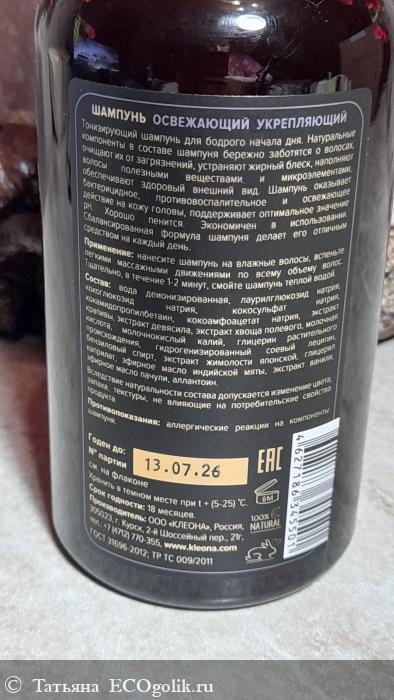 ШАМПУНЬ ОСВЕЖАЮЩИЙ УКРЕПЛЯЮЩИЙ
Тонизирующий шампунь для бодрого начала дня. Натуральные
компоненты в составе шампуня бережно заботятся о волосах,
очищают их от загрязнений, устраняют жирный блеск, наполняют
волосы полезными веществами и микроэлементами,
обеспечивают здоровый внешний вид. Шампунь оказывает
бактерицидное, противовоспалительное и освежающее
действие на кожу головы, поддерживает оптимальное значение
pH. Хорошо пенится. Экономичен в использовании.
Сбалансированная формула шампуня делает его отличным
средством на каждый день.
Применение: нанесите шампунь на влажные волосы, вспеньте
легкими массажными движениями по всему объему волос.
Тщательно, в течение 1-2 минут, смойте шампунь теплой водой.
Состав: вода деионизированная, лаурилглюкозид натрия,
кокоглюкозид натрия, кокосульфат натрия,
кокамидопропилбетаин, кокоамфоацетат натрия, экстракт
крапивы, экстракт девясила, экстракт хвоща полевого, молочная
кислота, молочнокислый калий, глицерин растительного
происхождения, гидрогенизированный соевый лецитин,
бензиловый спирт, экстракт жимолости японской, глицерил
каприлат, эфирное масло индийской мяты, экстракт ванили,
эфирное масло пачули, аллантоин.
Вследствие натуральности состава допускается изменение цвета,
запаха, текстуры, не влияющие на потребительские свойства
продукта
Противопоказания: аллергические реакции на компоненты
шампуня.
Годен до:
№ партии 13.07.26
см. на флаконе
Хранить в темном месте при t + (5-25) °C.
Срок годности: 18 месяцев.
Производитель: ООО «КЛЕОНА», Россия,
305023, г. Курск, 2-й Шоссейный пер., 21г,
тел. +7 (4712) 770-355, www.kleona.com
ГОСТ 31696-2012; ТР ТС 009/2011
EAC
6M
100%
NATURAL
4627186345501
© Татьяна ECOgolik.ru